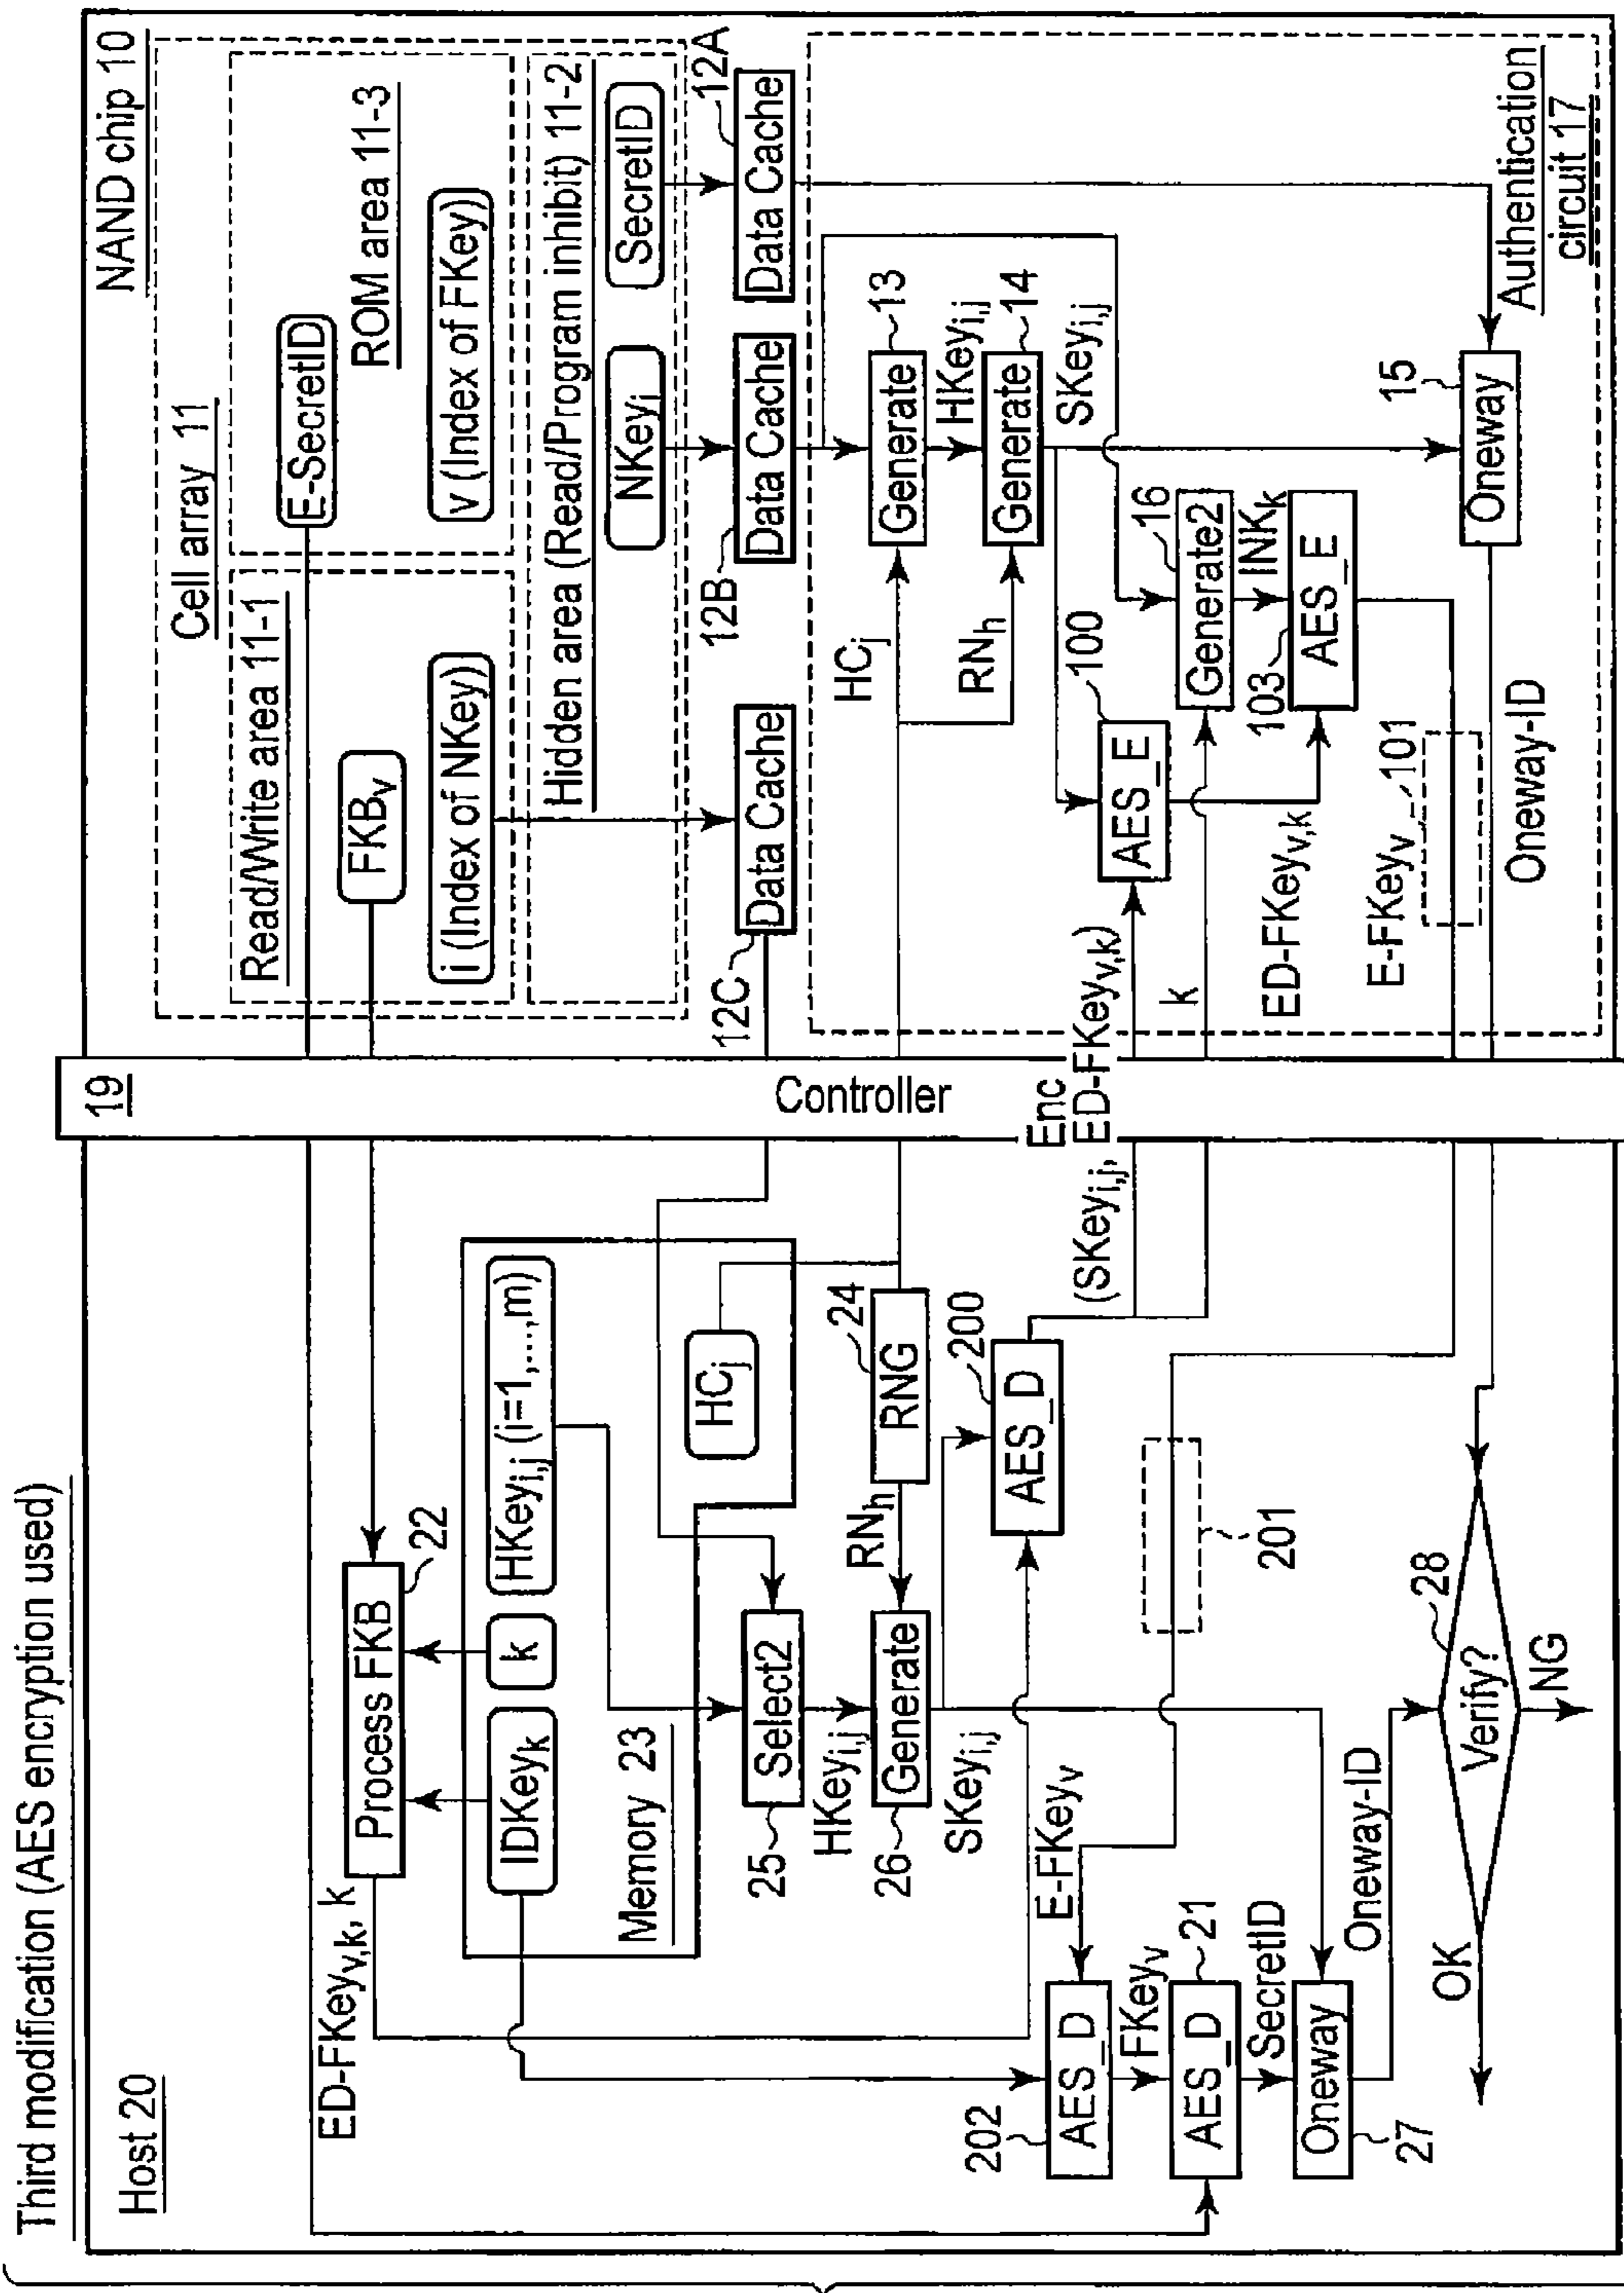 Third modification (AES encryption used)
Host 20
ED-FKeyv,k, k
Process FKB
22
IDKeyk
k
HKeyi,j (i=1,...,m)
Memory 23
HCj
25
Select2
HKeyi,j
RNh
24
RNG
26
Generate
SKeyi,j
200
AES_D
(SKeyi,j,
E-FKeyv
201
202
AES_D
FKeyv
21
AES_D
SecretID
Oneway
27
Oneway-ID
28
Verify?
OK
NG
19
Controller
Enc
ED-FKeyv,k)
NAND chip 10
Cell array 11
Read/Write area 11-1
FKBv
i (Index of NKey)
E-SecretID
ROM area 11-3
v (Index of FKey)
Hidden area (Read/Program inhibit) 11-2
NKeyi
SecretID
12C
Data Cache
12B
Data Cache
12A
Data Cache
HCj
Generate
13
HKeyi,j
RNh
Generate
14
SKeyi,j
100
AES_E
k
Generate2
16
INKk
ED-FKeyv,k
103
AES_E
E-FKeyv
101
Oneway
15
Oneway-ID
Authentication
circuit 17